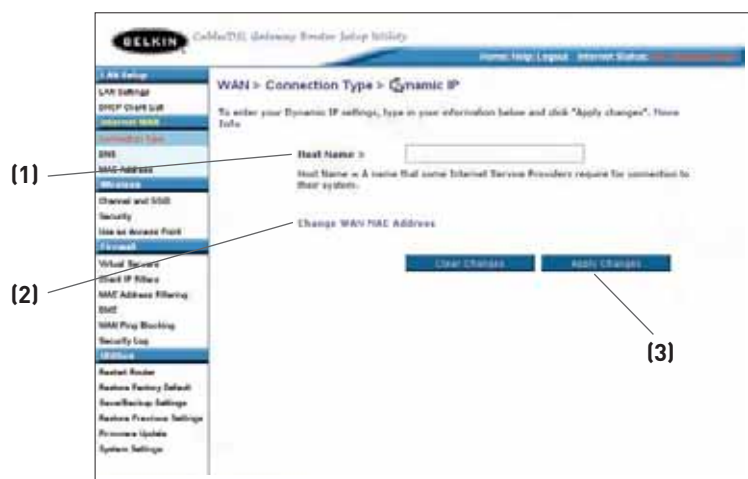 BELKIN Cable/DSL Gateway Router Setup Utility
Home| Help| Logout Internet Status:
LAN Setup
LAN Settings
DHCP Client List
Internet WAN
Connection Type
DNS
MAC Address
Wireless
Channel and SSID
Security
Use as Access Point
Firewall
Virtual Servers
Client IP Filters
MAC Address Filtering
DMZ
WAN Ping Blocking
Security Log
Utilities
Restart Router
Restore Factory Default
Save/Backup Settings
Restore Previous Settings
Firmware Update
System Settings
WAN > Connection Type > Dynamic IP
To enter your Dynamic IP settings, type in your information below and click "Apply changes". More
Info
(1)
Host Name >
Host Name = A name that some Internet Service Providers require for connection to
their system.
(2)
Change WAN MAC Address
Clear Changes
Apply Changes
(3)